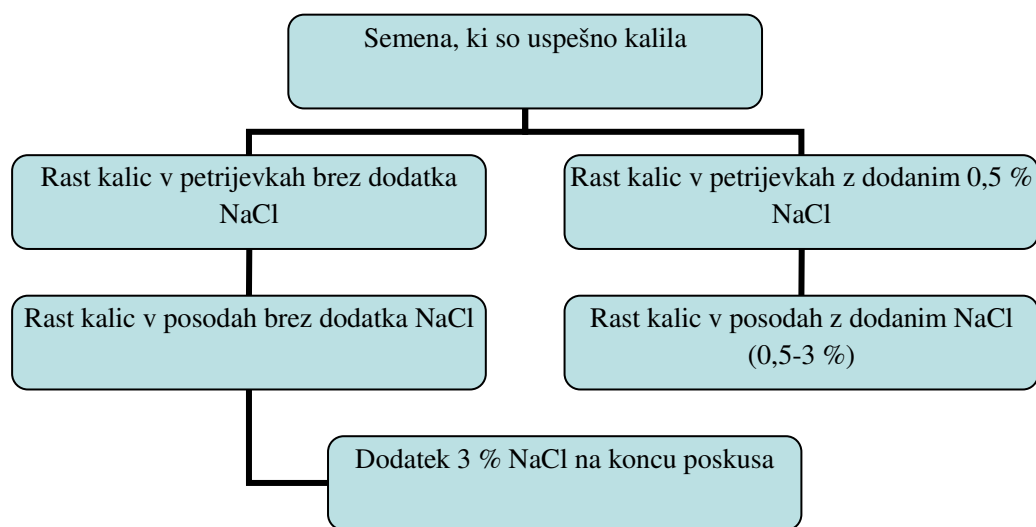 Semena, ki so uspešno kalila
Rast kalic v petrijevkah brez dodatka
NaCl
Rast kalic v petrijevkah z dodanim 0,5 %
NaCl
Rast kalic v posodah brez dodatka NaCl
Rast kalic v posodah z dodanim NaCl
(0,5-3 %)
Dodatek 3 % NaCl na koncu poskusa